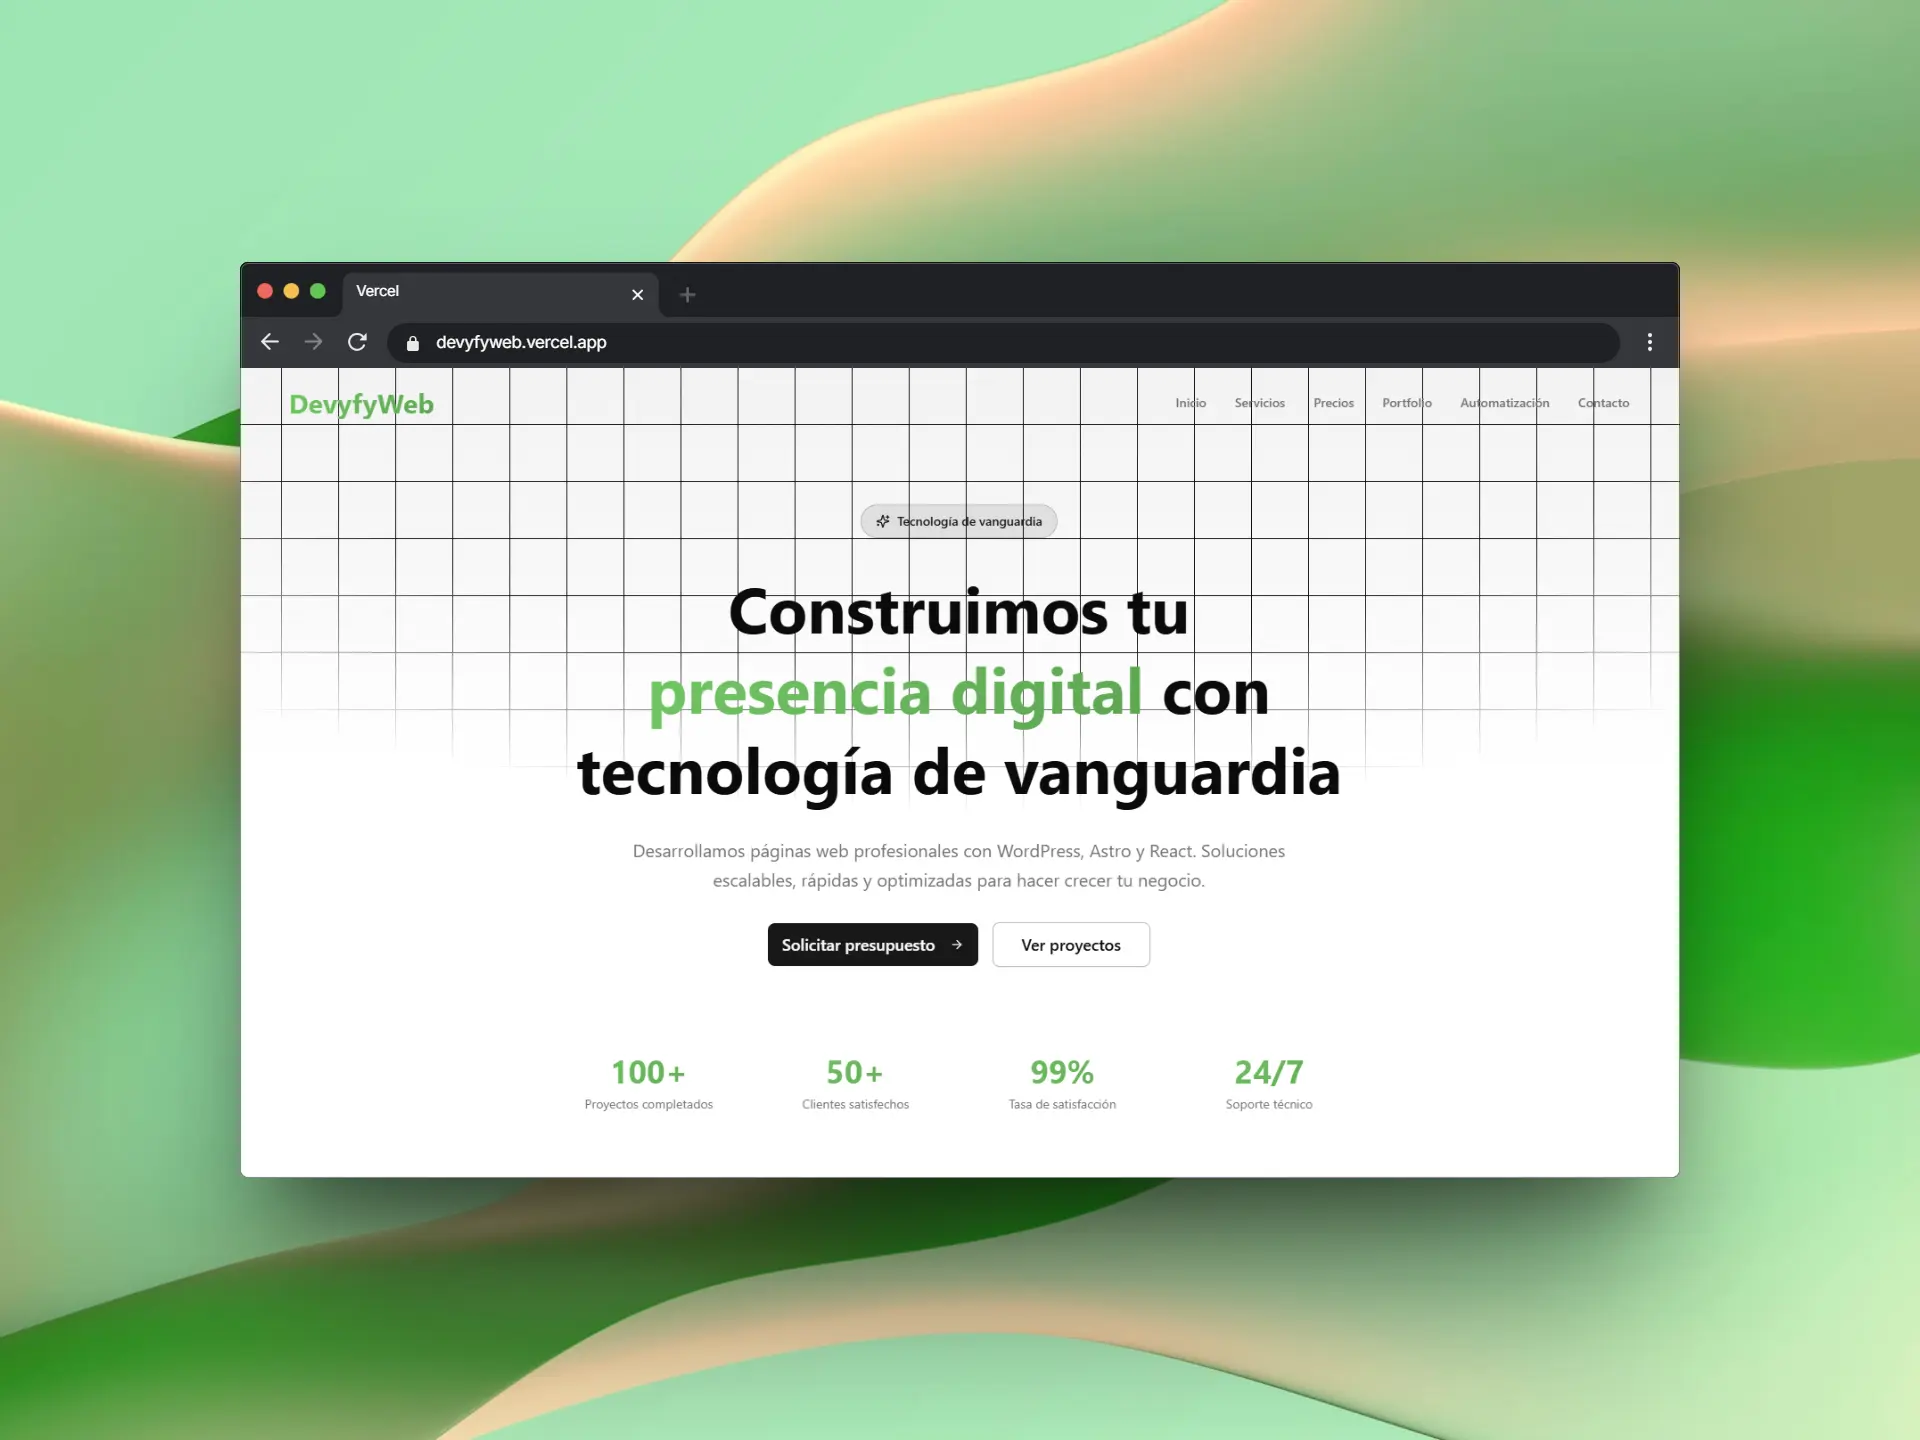 Vercel
devyfyweb.vercel.app
DevyfyWeb
Inicio Servicios Precios Portfolio Automatización Contacto
Tecnología de vanguardia
Construimos tu
presencia digital con
tecnología de vanguardia
Desarrollamos páginas web profesionales con WordPress, Astro y React. Soluciones
escalables, rápidas y optimizadas para hacer crecer tu negocio.
Solicitar presupuesto Ver proyectos
100+ 50+ 99% 24/7
Proyectos completados Clientes satisfechos Tasa de satisfacción Soporte técnico